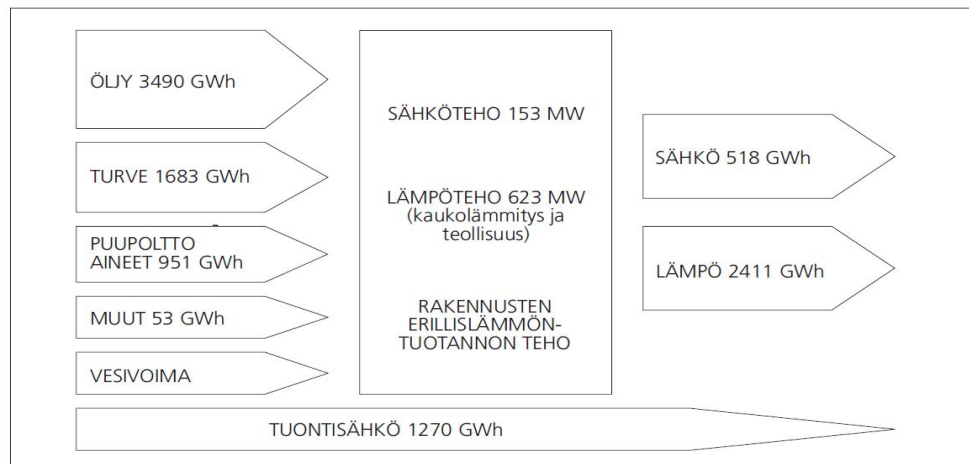 ÖLJY 3490 GWh
TURVE 1683 GWh
PUUPOLTTO
AINEET 951 GWh
MUUT 53 GWh
VESIVOIMA
SÄHKÖTEHO 153 MW
LÄMPÖTEHO 623 MW
(kaukolämmitys ja
teollisuus)
RAKENNUSTEN
ERILLISLÄMMÖN-
TUOTANNON TEHO
SÄHKÖ 518 GWh
LÄMPÖ 2411 GWh
TUONTISÄHKÖ 1270 GWh